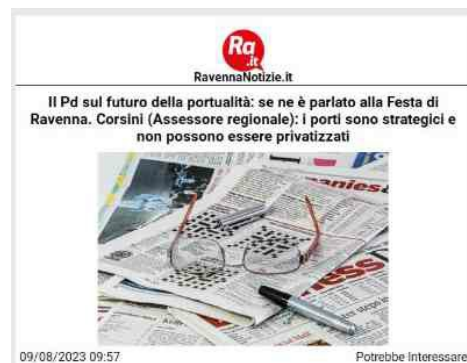 Ra
.it
RavennaNotizie.it
Il Pd sul futuro della portualità: se ne è parlato alla Festa di
Ravenna. Corsini (Assessore regionale): i porti sono strategici e
non possono essere privatizzati
09/08/2023 09:57
Potrebbe Interessare